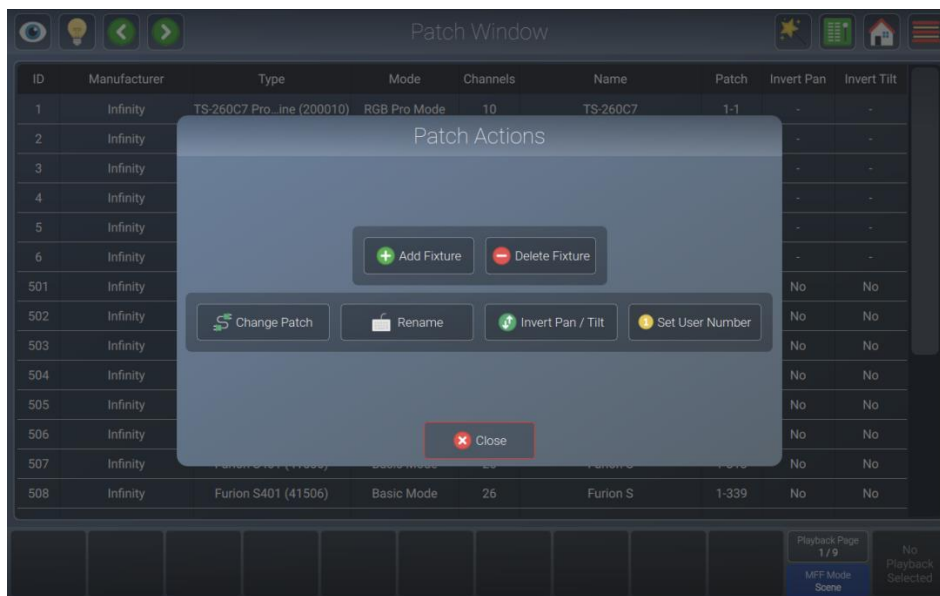 Patch Window
ID Manufacturer Type Mode Channels Name Patch Invert Pan Invert Tilt
1 Infinity TS-260C7 Pro...ine (200010) RGB Pro Mode 10 TS-260C7 1-1 - -
Patch Actions
2 Infinity - -
3 Infinity - -
4 Infinity - -
5 Infinity - -
6 Infinity - -
Add Fixture Delete Fixture
501 Infinity No No
502 Infinity No No
Change Patch Rename Invert Pan / Tilt 1 Set User Number
503 Infinity No No
504 Infinity No No
505 Infinity No No
506 Infinity No No
Close
507 Infinity No No
508 Infinity Furion S401 (41506) Basic Mode 26 Furion S 1-339 No No
Playback Page
1 / 9
MFF Mode
Scene
No
Playback
Selected